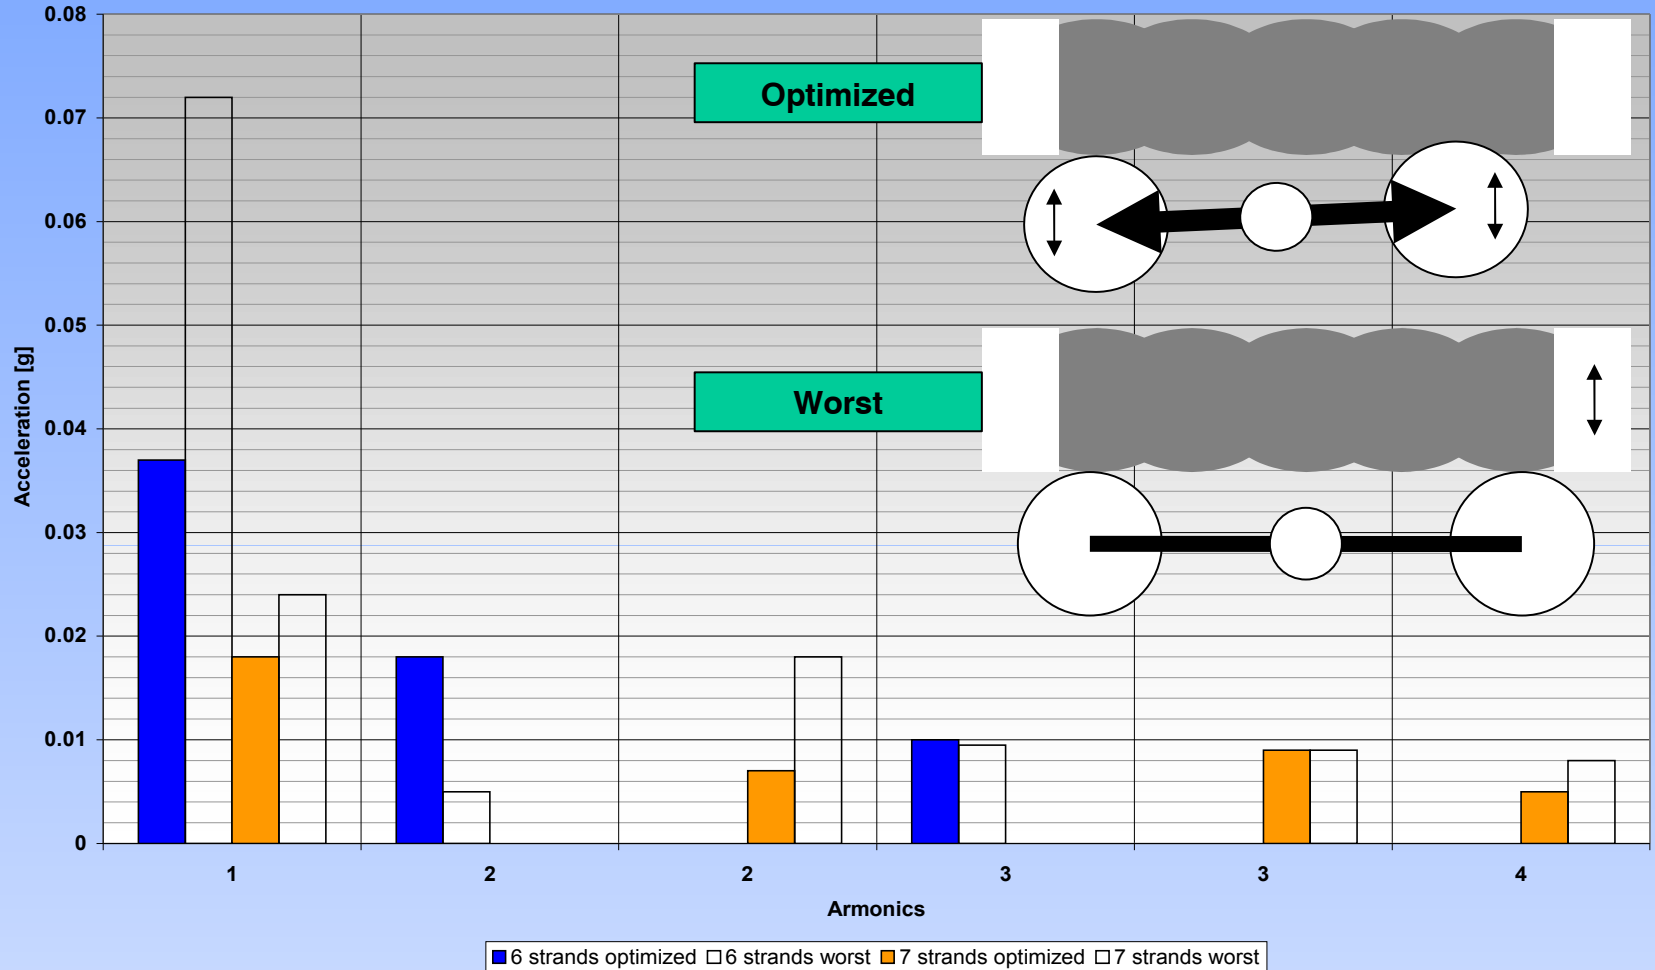 0.08
0.07
0.06
0.05
0.04
0.03
0.02
0.01
0
Acceleration [g]
Optimized
Worst
1 2 2 3 3 4
Armonics
6 strands optimized 6 strands worst 7 strands optimized 7 strands worst